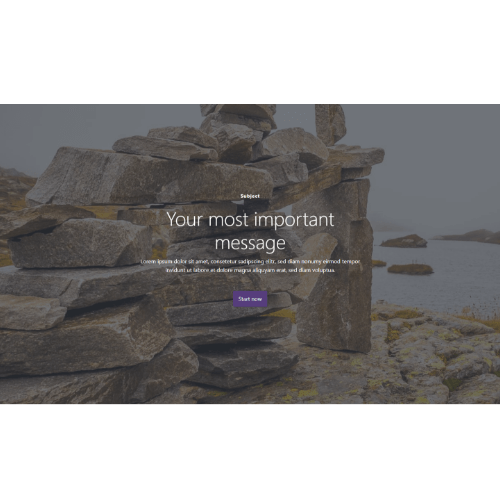 Subject
Your most important
message
Lorem ipsum dolor sit amet, consetetur sadipscing elitr, sed diam nonumy eirmod tempor
invidunt ut labore et dolore magna aliquyam erat, sed diam voluptua.
Start now